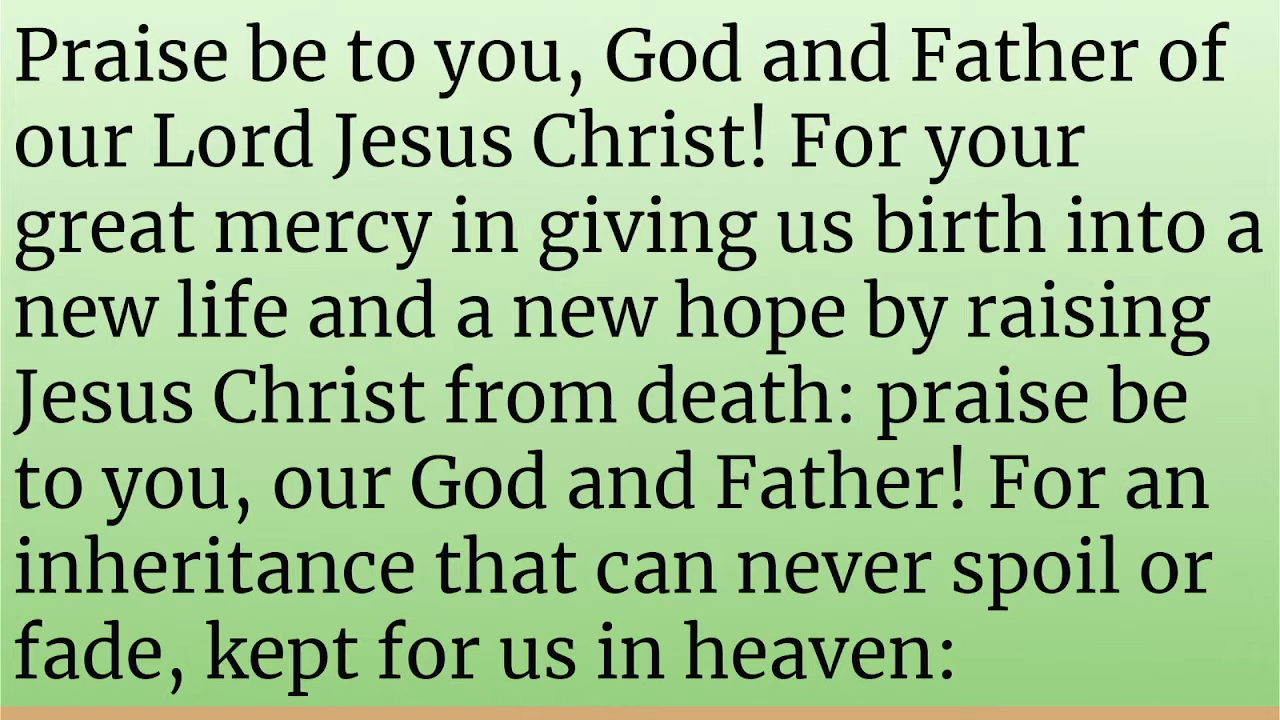 Praise be to you, God and Father of
our Lord Jesus Christ! For your
great mercy in giving us birth into a
new life and a new hope by raising
Jesus Christ from death: praise be
to you, our God and Father! For an
inheritance that can never spoil or
fade, kept for us in heaven: